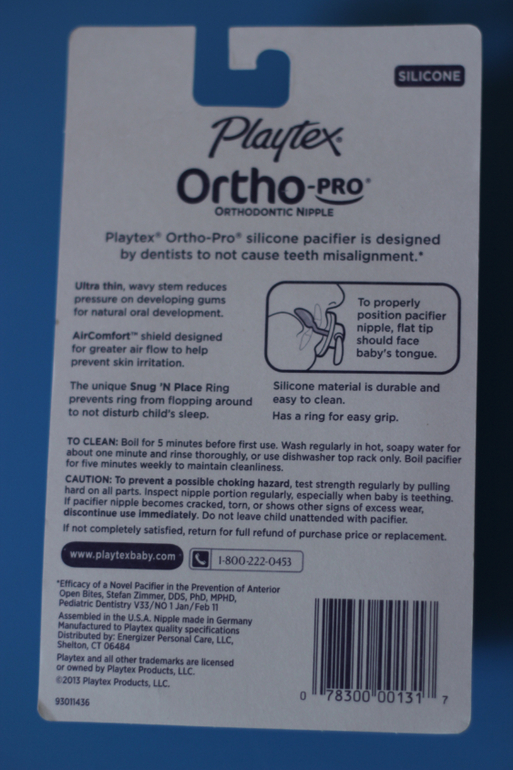 SILICONE
Playtex®
Ortho-PRO®
ORTHODONTIC NIPPLE
Playtex® Ortho-Pro® silicone pacifier is designed
by dentists to not cause teeth misalignment.*
Ultra thin, wavy stem reduces
pressure on developing gums
for natural oral development.
AirComfort™ shield designed
for greater air flow to help
prevent skin irritation.
The unique Snug 'N Place Ring
prevents ring from flopping around
to not disturb child's sleep.
To properly
position pacifier
nipple, flat tip
should face
baby's tongue.
Silicone material is durable and
easy to clean.
Has a ring for easy grip.
TO CLEAN: Boil for 5 minutes before first use. Wash regularly in hot, soapy water for
about one minute and rinse thoroughly, or use dishwasher top rack only. Boil pacifier
for five minutes weekly to maintain cleanliness.
CAUTION: To prevent a possible choking hazard, test strength regularly by pulling
hard on all parts. Inspect nipple portion regularly, especially when baby is teething.
If pacifier nipple becomes cracked, torn, or shows other signs of excess wear,
discontinue use immediately. Do not leave child unattended with pacifier.
If not completely satisfied, return for full refund of purchase price or replacement.
www.playtexbaby.com
1-800-222-0453
*Efficacy of a Novel Pacifier in the Prevention of Anterior
Open Bites, Stefan Zimmer, DDS, PhD, MPHD,
Pediatric Dentistry V33/NO 1 Jan/Feb 11
Assembled in the U.S.A. Nipple made in Germany
Manufactured to Playtex quality specifications
Distributed by: Energizer Personal Care, LLC,
Shelton, CT 06484
Playtex and all other trademarks are licensed
or owned by Playtex Products, LLC.
©2013 Playtex Products, LLC.
93011436
0 78300 00131 7